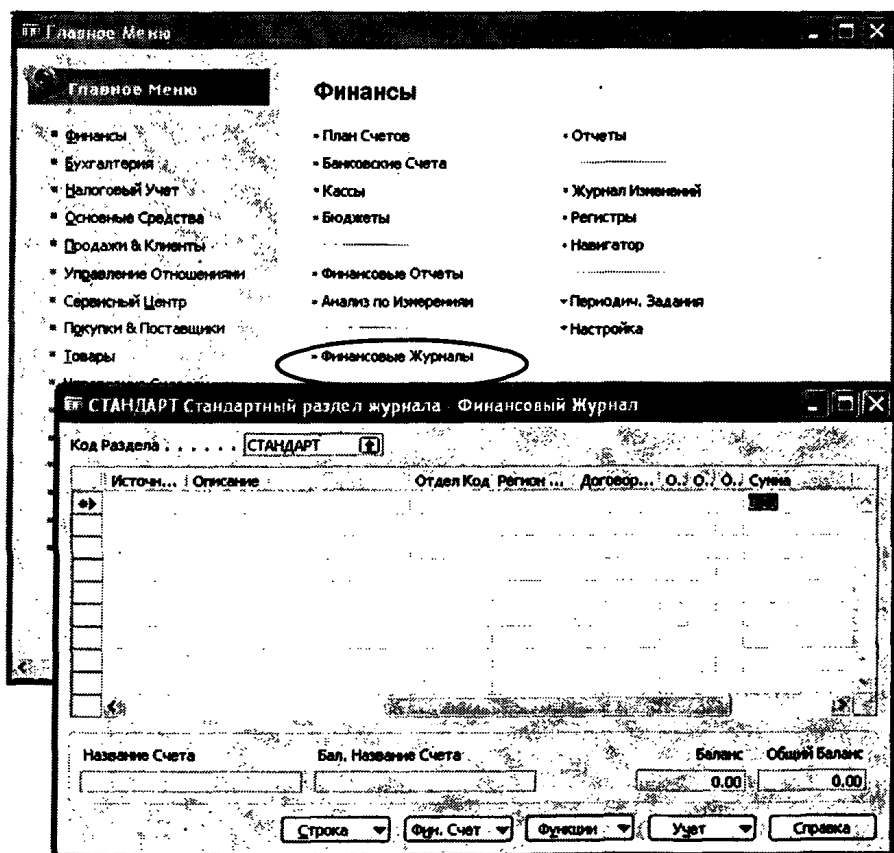 Главное Меню
Главное Меню
Финансы
Бухгалтерия
Налоговый Учет
Основные Средства
Продажи & Клиенты
Управление Отношениями
Сервисный Центр
Покупки & Поставщики
Товары
Финансы
План Счетов
Банковские Счета
Кассы
Бюджеты
Финансовые Отчеты
Анализ по Измерениям
Финансовые Журналы
Отчеты
Журнал Изменений
Регистры
Навигатор
Периодич. Задания
Настройка
СТАНДАРТ Стандартный раздел журнала - Финансовый Журнал
Код Раздела . . . . . . СТАНДАРТ
Источн... Описание Отдел Код Регион ... Договор... О.. О.. О.. Сумма
Название Счета Бал. Название Счета Баланс Общий Баланс
0.00 0.00
Строка Фин. Счет Функции Учет Справка